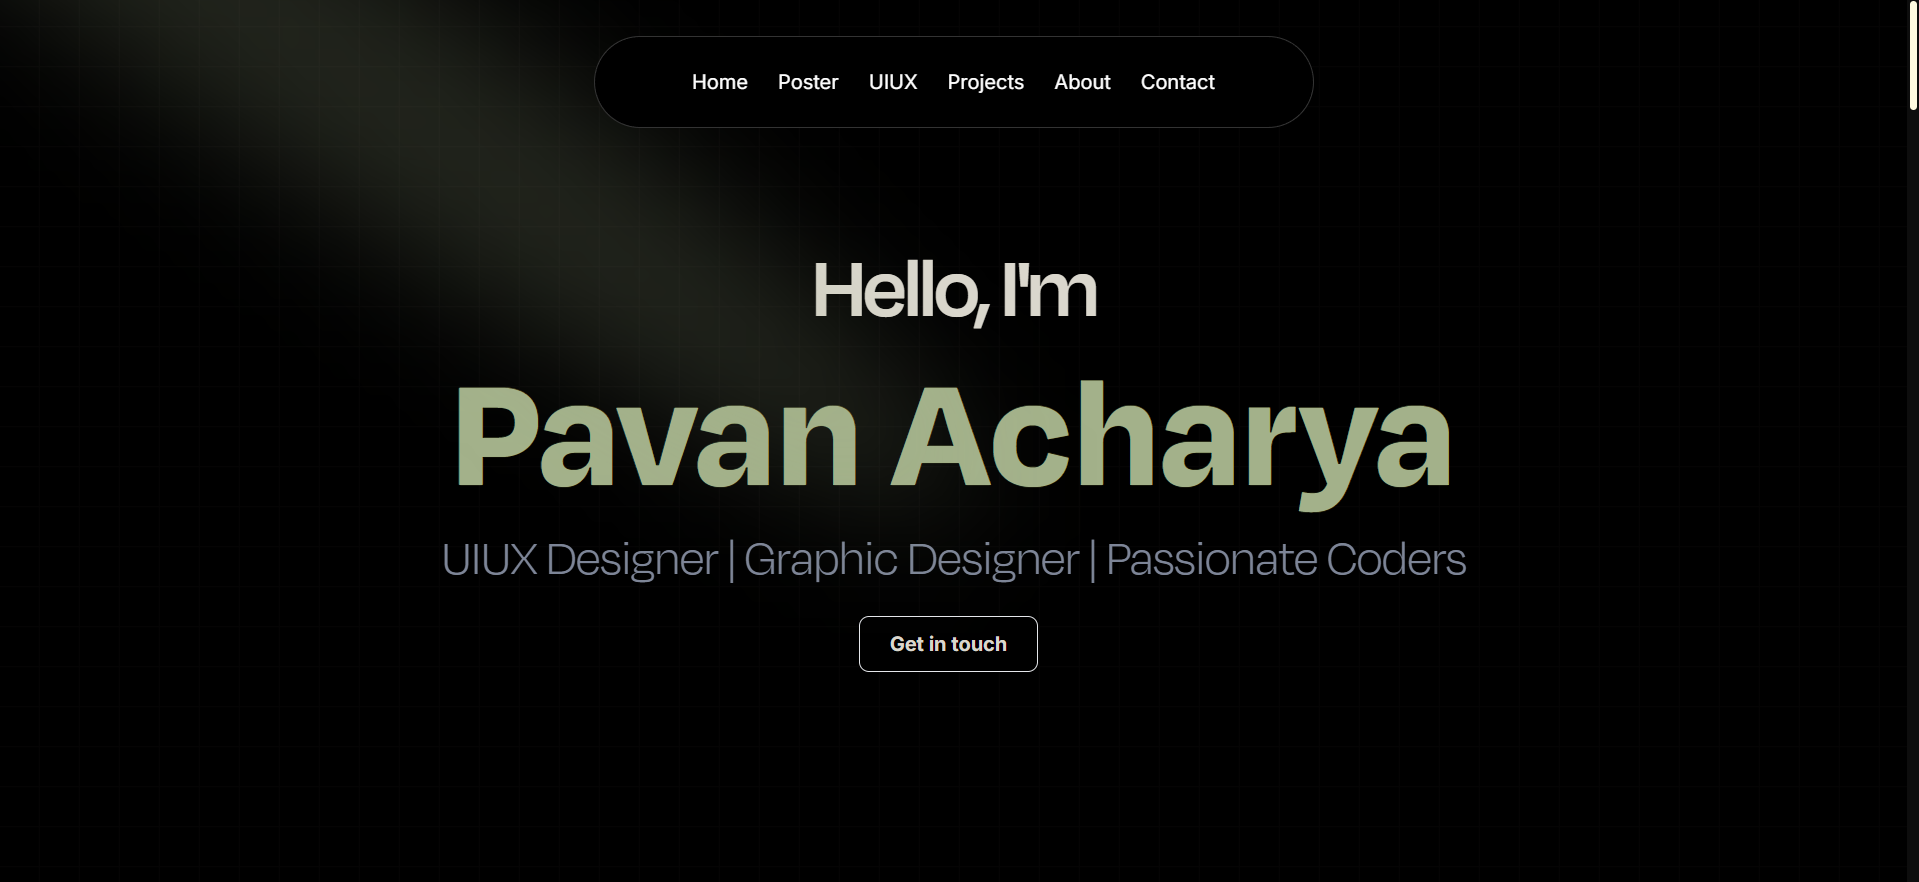 Home Poster UIUX Projects About Contact
Hello, I'm
Pavan Acharya
UIUX Designer | Graphic Designer | Passionate Coders
Get in touch